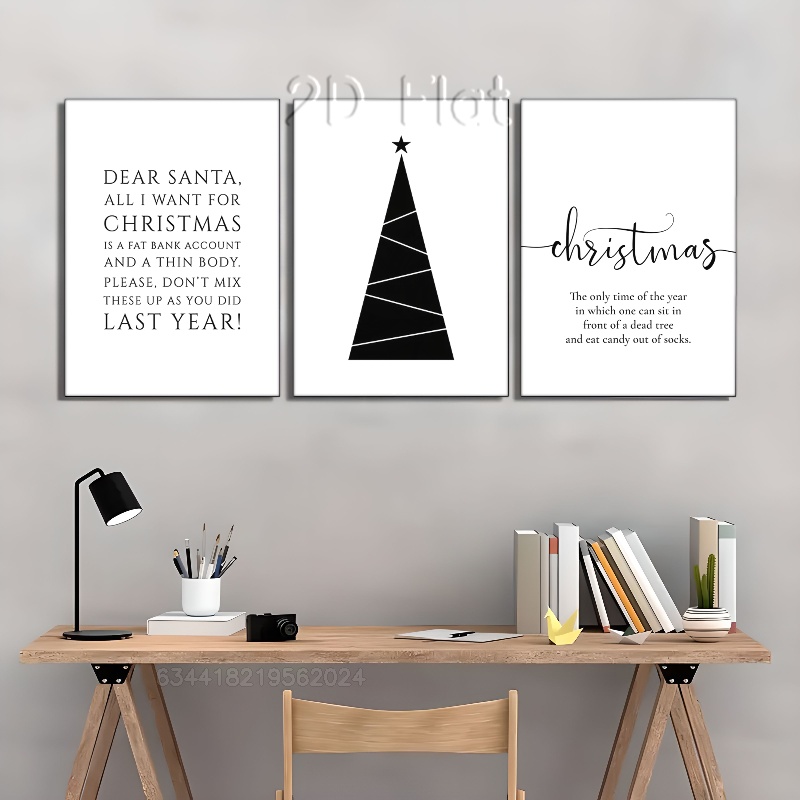 2D Flat
DEAR SANTA,
ALL I WANT FOR
CHRISTMAS
IS A FAT BANK ACCOUNT
AND A THIN BODY.
PLEASE, DON'T MIX
THESE UP AS YOU DID
LAST YEAR!
christmas
The only time of the year
in which one can sit in
front of a dead tree
and eat candy out of socks.
634418219562024